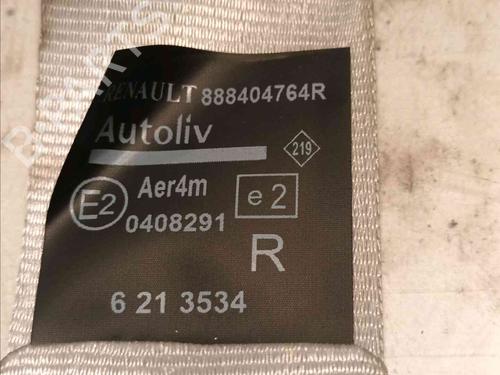 RENAULT 888404764R
Autoliv
219
E2
Aer4m
e 2
0408291
R
6 21 3534